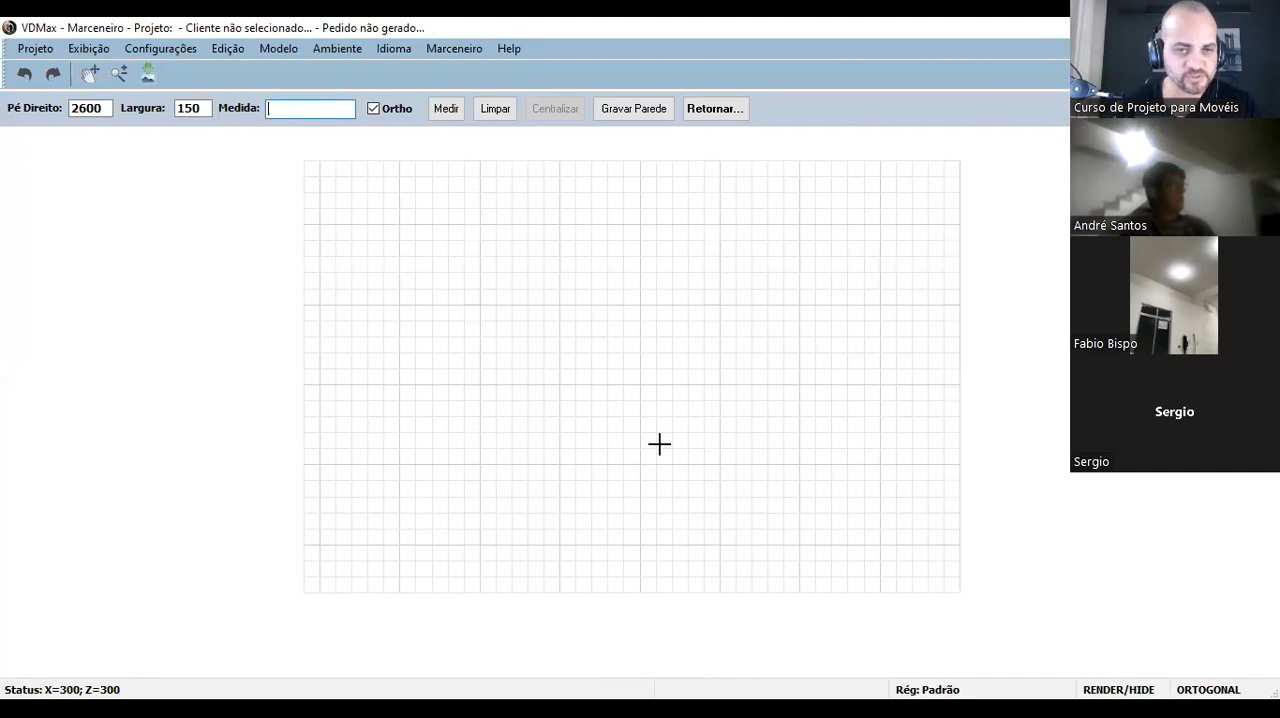 VDMax - Marceneiro - Projeto:  - Cliente não selecionado... - Pedido não gerado...
Projeto Exibição Configurações Edição Modelo Ambiente Idioma Marceneiro Help
Pé Direito: 2600 Largura: 150 Medida: Ortho Medir Limpar Centralizar Gravar Parede Retornar...
Curso de Projeto para Movéis
André Santos
Fabio Bispo
Sergio
Sergio
Status: X=300; Z=300 Rég: Padrão RENDER/HIDE ORTOGONAL